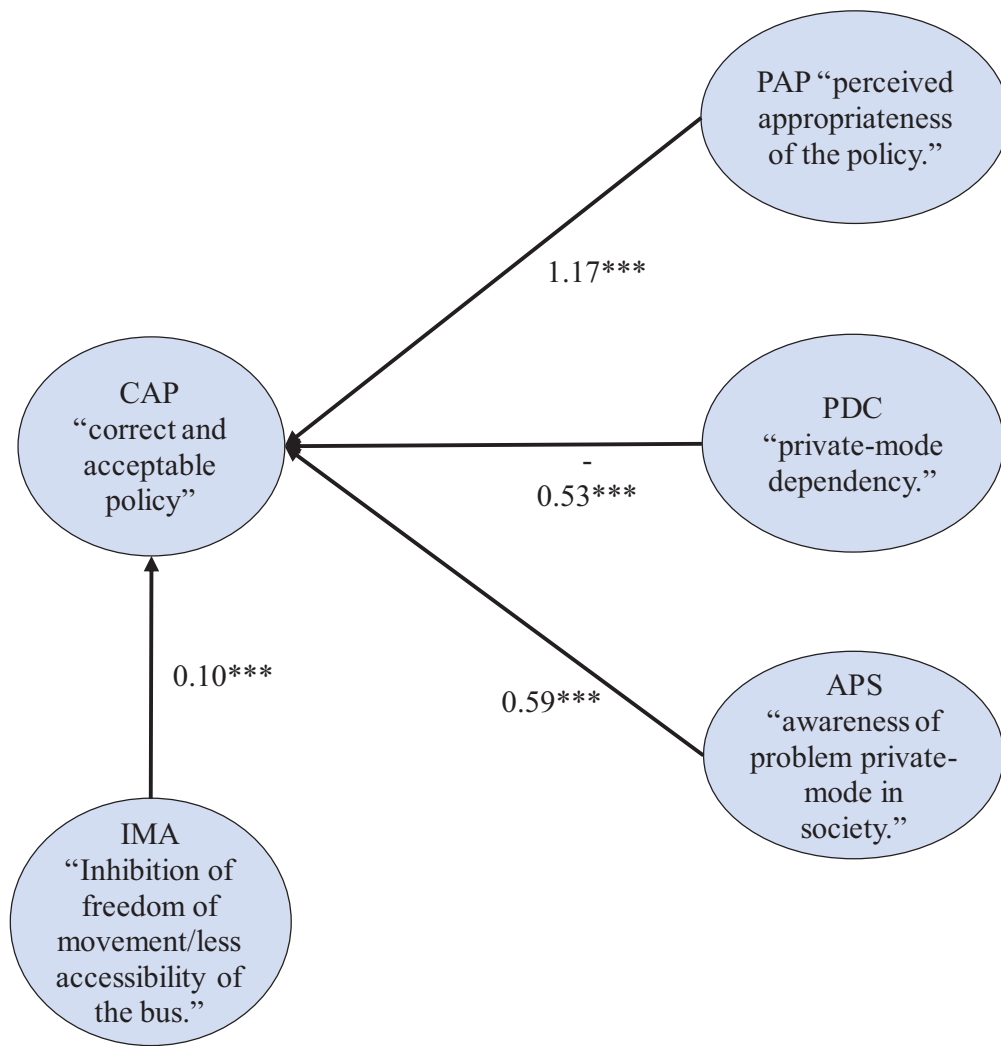 PAP “perceived
appropriateness
of the policy.”
1.17***
CAP
“correct and
acceptable
policy”
PDC
“private-mode
dependency.”
-
0.53***
0.59***
APS
“awareness of
problem private-
mode in
society.”
0.10***
IMA
“Inhibition of
freedom of
movement/less
accessibility of
the bus.”